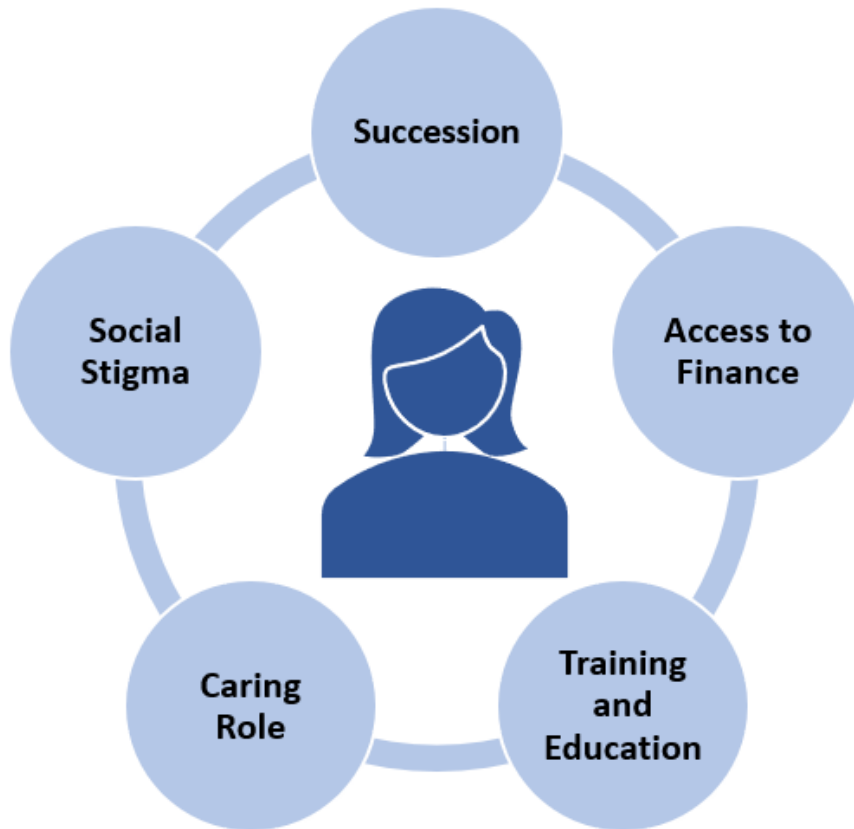 Succession
Access to
Finance
Training
and
Education
Caring
Role
Social
Stigma